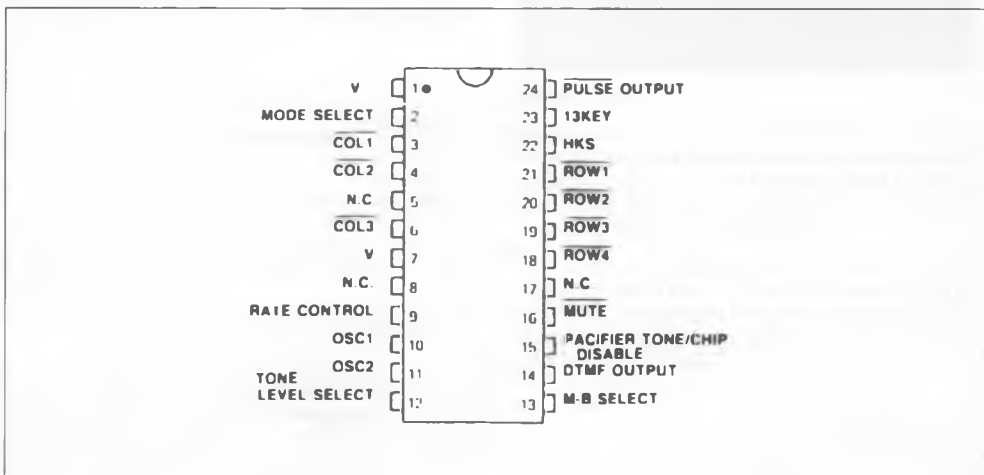 V 1 24 PULSE OUTPUT
MODE SELECT 2 23 13KEY
COL1 3 22 HKS
COL2 4 21 ROW1
N.C 5 20 ROW2
COL3 6 19 ROW3
V 7 18 ROW4
N.C. 8 17 N.C
RATE CONTROL 9 16 MUTE
OSC1 10 15 PACIFIER TONE/CHIP
DISABLE
OSC2 11 14 DTMF OUTPUT
TONE
LEVEL SELECT 12 13 M-B SELECT